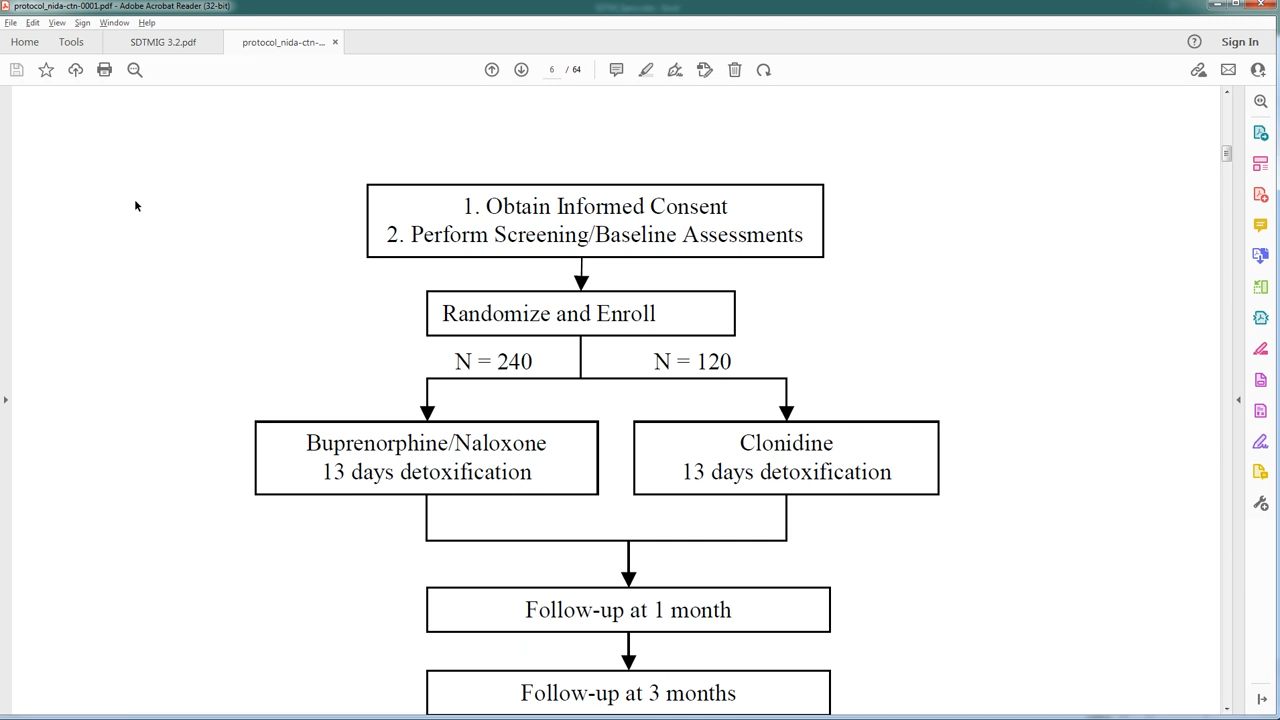 protocol_nida-ctn-0001.pdf - Adobe Acrobat Reader (32-bit)
File Edit View Sign Window Help
Home Tools SDTMIG 3.2.pdf protocol_nida-ctn-... × Sign In
6 / 64
1. Obtain Informed Consent
2. Perform Screening/Baseline Assessments
Randomize and Enroll
N = 240 N = 120
Buprenorphine/Naloxone
13 days detoxification
Clonidine
13 days detoxification
Follow-up at 1 month
Follow-up at 3 months